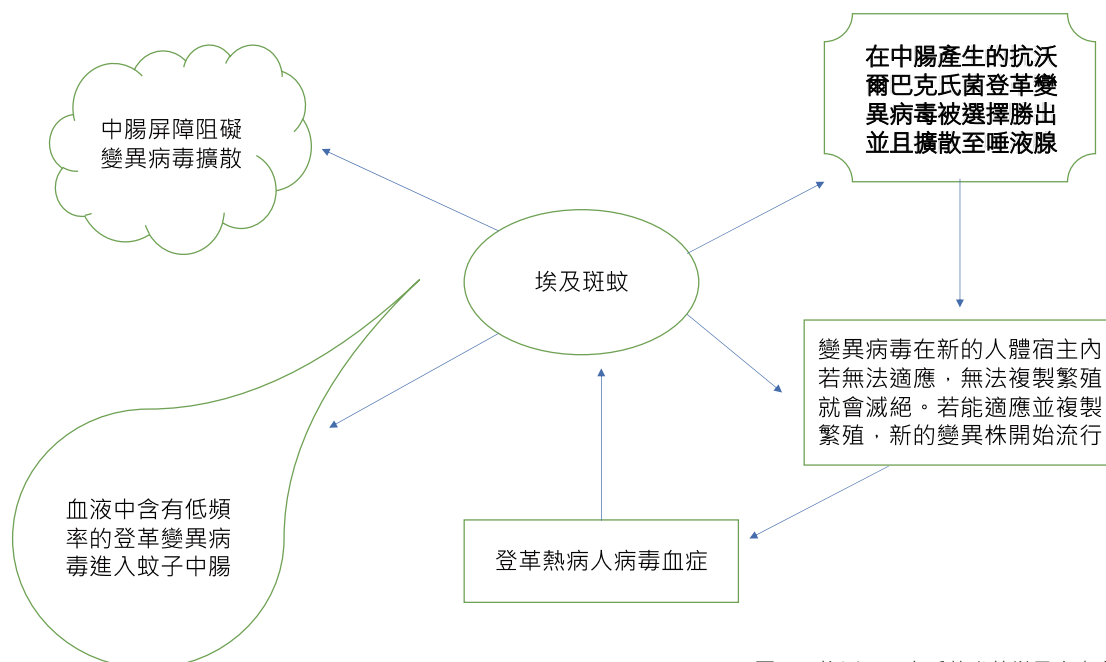 中腸屏障阻礙
變異病毒擴散
在中腸產生的抗沃
爾巴克氏菌登革變
異病毒被選擇勝出
並且擴散至唾液腺
埃及斑蚊
變異病毒在新的人體宿主內
若無法適應，無法複製繁殖
就會滅絕。若能適應並複製
繁殖，新的變異株開始流行
血液中含有低頻
率的登革變異病
毒進入蚊子中腸
登革熱病人病毒血症